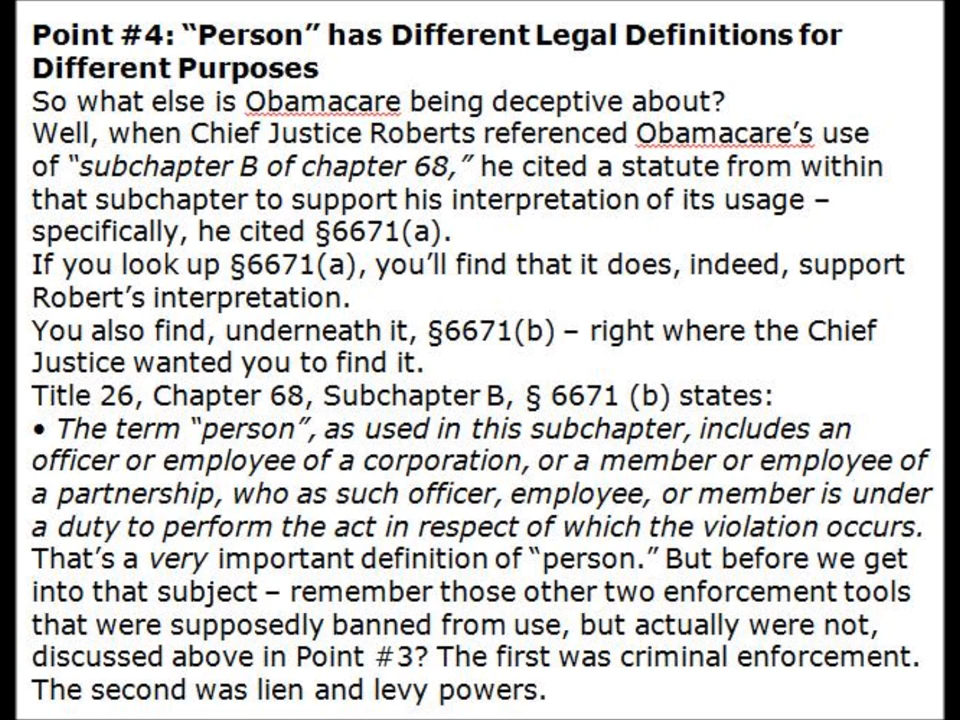 Point #4: “Person” has Different Legal Definitions for
Different Purposes
So what else is Obamacare being deceptive about?
Well, when Chief Justice Roberts referenced Obamacare’s use
of “subchapter B of chapter 68,” he cited a statute from within
that subchapter to support his interpretation of its usage –
specifically, he cited §6671(a).
If you look up §6671(a), you’ll find that it does, indeed, support
Robert’s interpretation.
You also find, underneath it, §6671(b) – right where the Chief
Justice wanted you to find it.
Title 26, Chapter 68, Subchapter B, § 6671 (b) states:
• The term “person”, as used in this subchapter, includes an
officer or employee of a corporation, or a member or employee of
a partnership, who as such officer, employee, or member is under
a duty to perform the act in respect of which the violation occurs.
That’s a very important definition of “person.” But before we get
into that subject – remember those other two enforcement tools
that were supposedly banned from use, but actually were not,
discussed above in Point #3? The first was criminal enforcement.
The second was lien and levy powers.